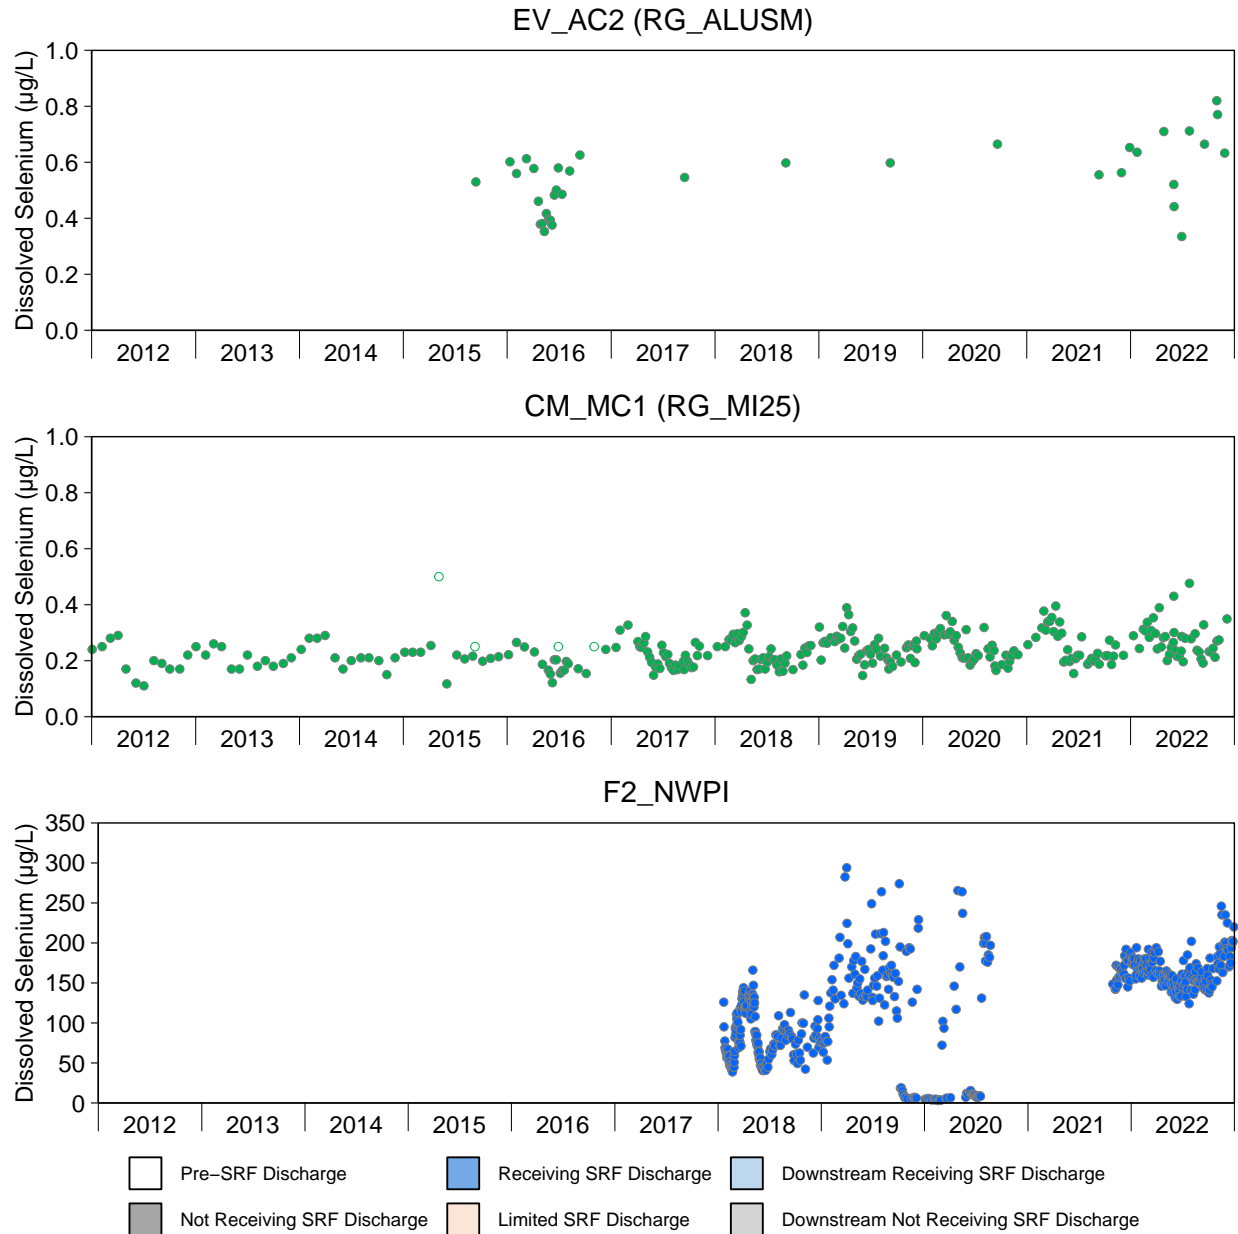 EV_AC2 (RG_ALUSM)
Dissolved Selenium (µg/L)
1.0
0.8
0.6
0.4
0.2
0.0
2012 2013 2014 2015 2016 2017 2018 2019 2020 2021 2022
CM_MC1 (RG_MI25)
Dissolved Selenium (µg/L)
1.0
0.8
0.6
0.4
0.2
0.0
2012 2013 2014 2015 2016 2017 2018 2019 2020 2021 2022
F2_NWPI
Dissolved Selenium (µg/L)
350
300
250
200
150
100
50
0
2012 2013 2014 2015 2016 2017 2018 2019 2020 2021 2022
Pre−SRF Discharge Receiving SRF Discharge Downstream Receiving SRF Discharge
Not Receiving SRF Discharge Limited SRF Discharge Downstream Not Receiving SRF Discharge